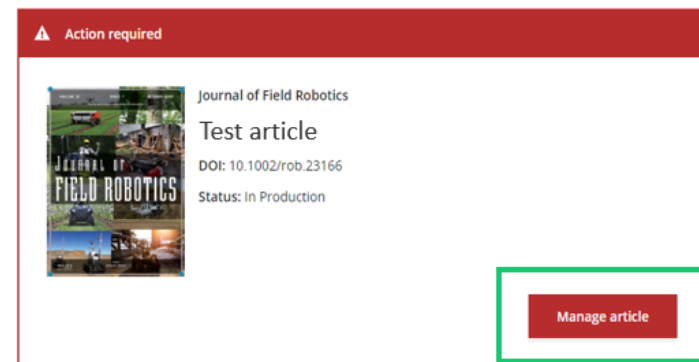 Action required
Journal of Field Robotics
Test article
DOI: 10.1002/rob.23166
Status: In Production
JOURNAL OF
FIELD ROBOTICS
Manage article